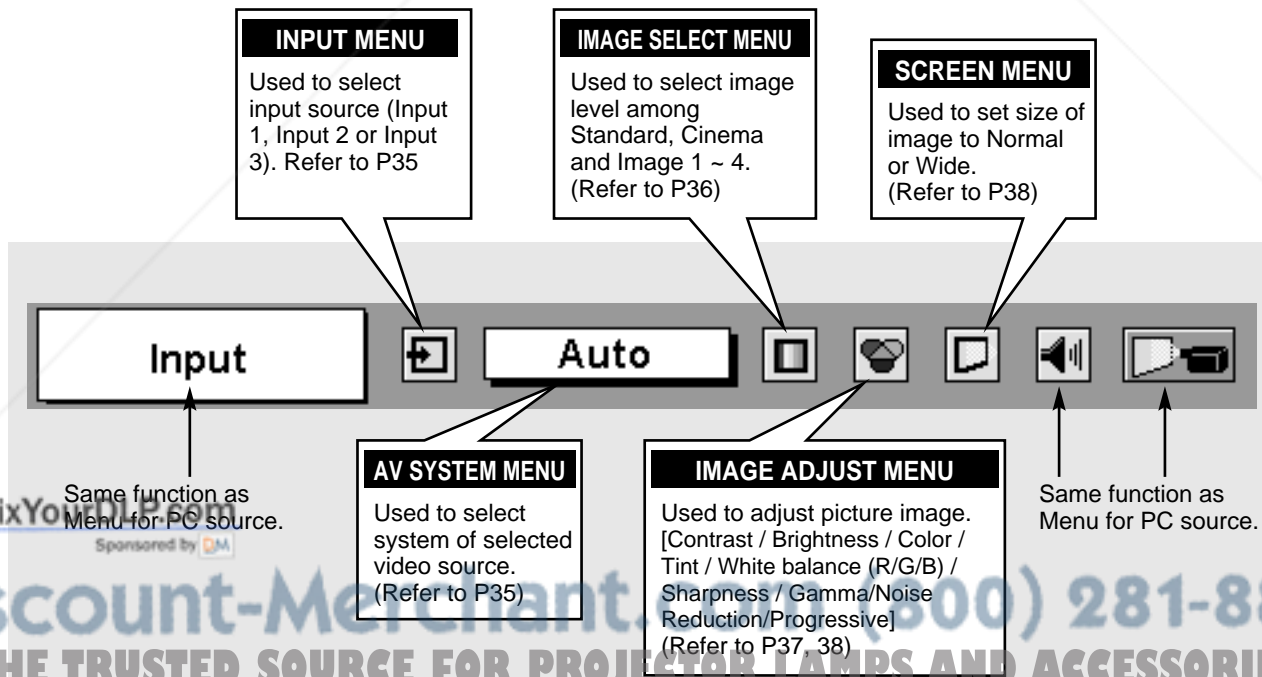 INPUT MENU
Used to select
input source (Input
1, Input 2 or Input
3). Refer to P35
IMAGE SELECT MENU
Used to select image
level among
Standard, Cinema
and Image 1 ~ 4.
(Refer to P36)
SCREEN MENU
Used to set size of
image to Normal
or Wide.
(Refer to P38)
Input
Auto
Same function as
Menu for PC source.
AV SYSTEM MENU
Used to select
system of selected
video source.
(Refer to P35)
IMAGE ADJUST MENU
Used to adjust picture image.
[Contrast / Brightness / Color /
Tint / White balance (R/G/B) /
Sharpness / Gamma/Noise
Reduction/Progressive]
(Refer to P37, 38)
Same function as
Menu for PC source.
ixYourDLP.com
Sponsored by DM
scount-Merchant.com (800) 281-88
HE TRUSTED SOURCE FOR PROJECTOR LAMPS AND ACCESSORI